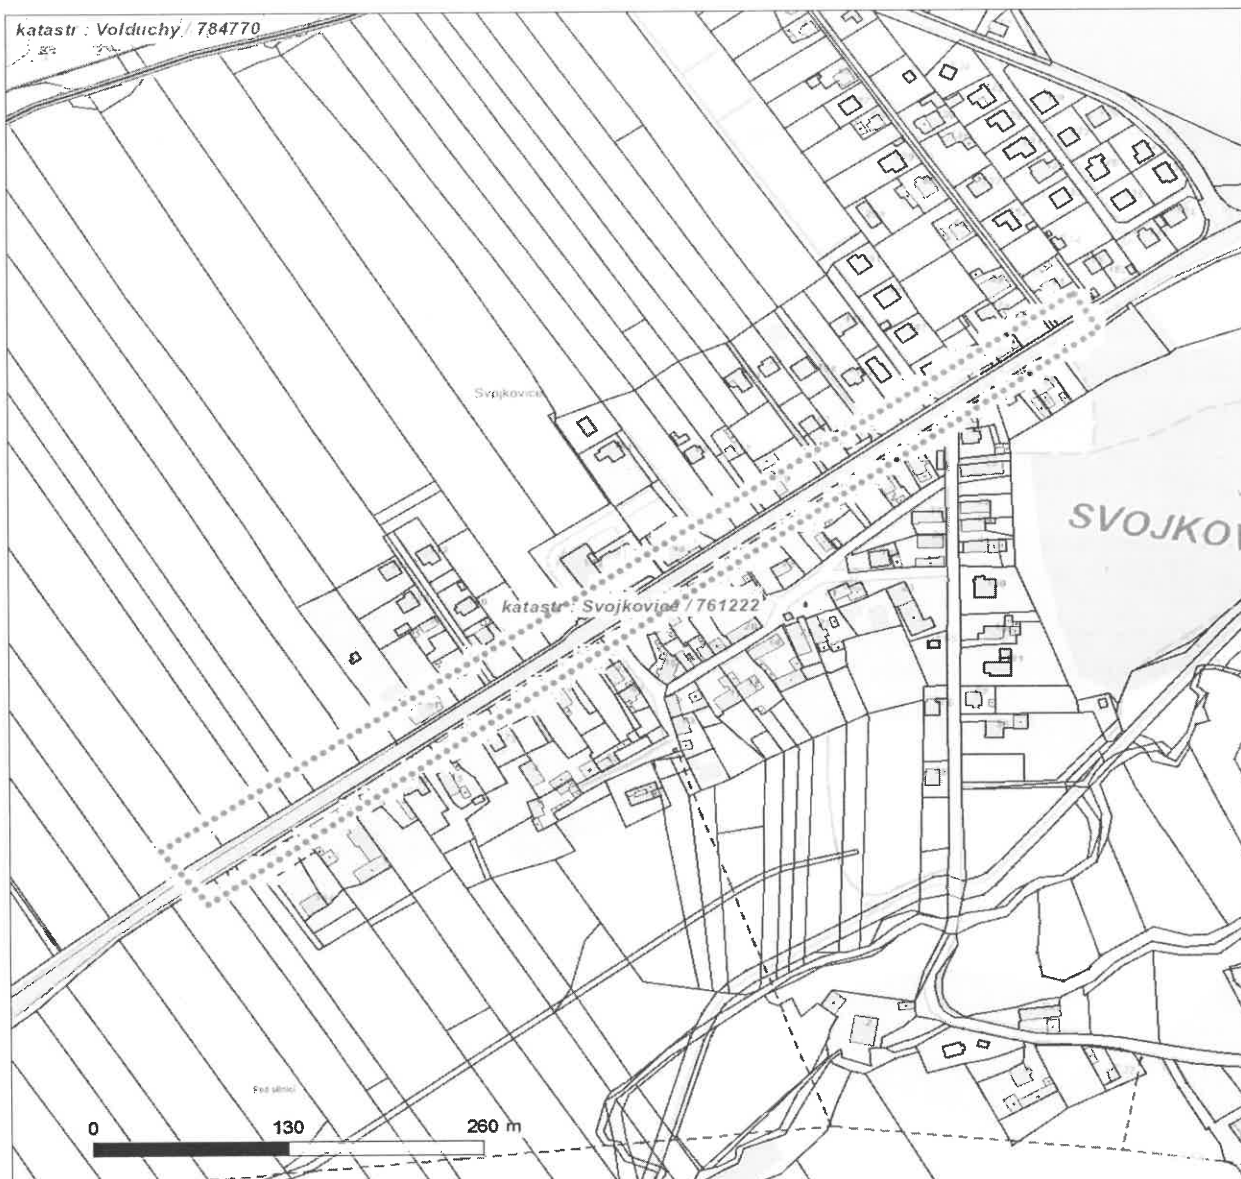 katastr : Volduchy / 784770
Svojkovice
SVOJKOV
katastr : Svojkovice / 761222
0 130 260 m